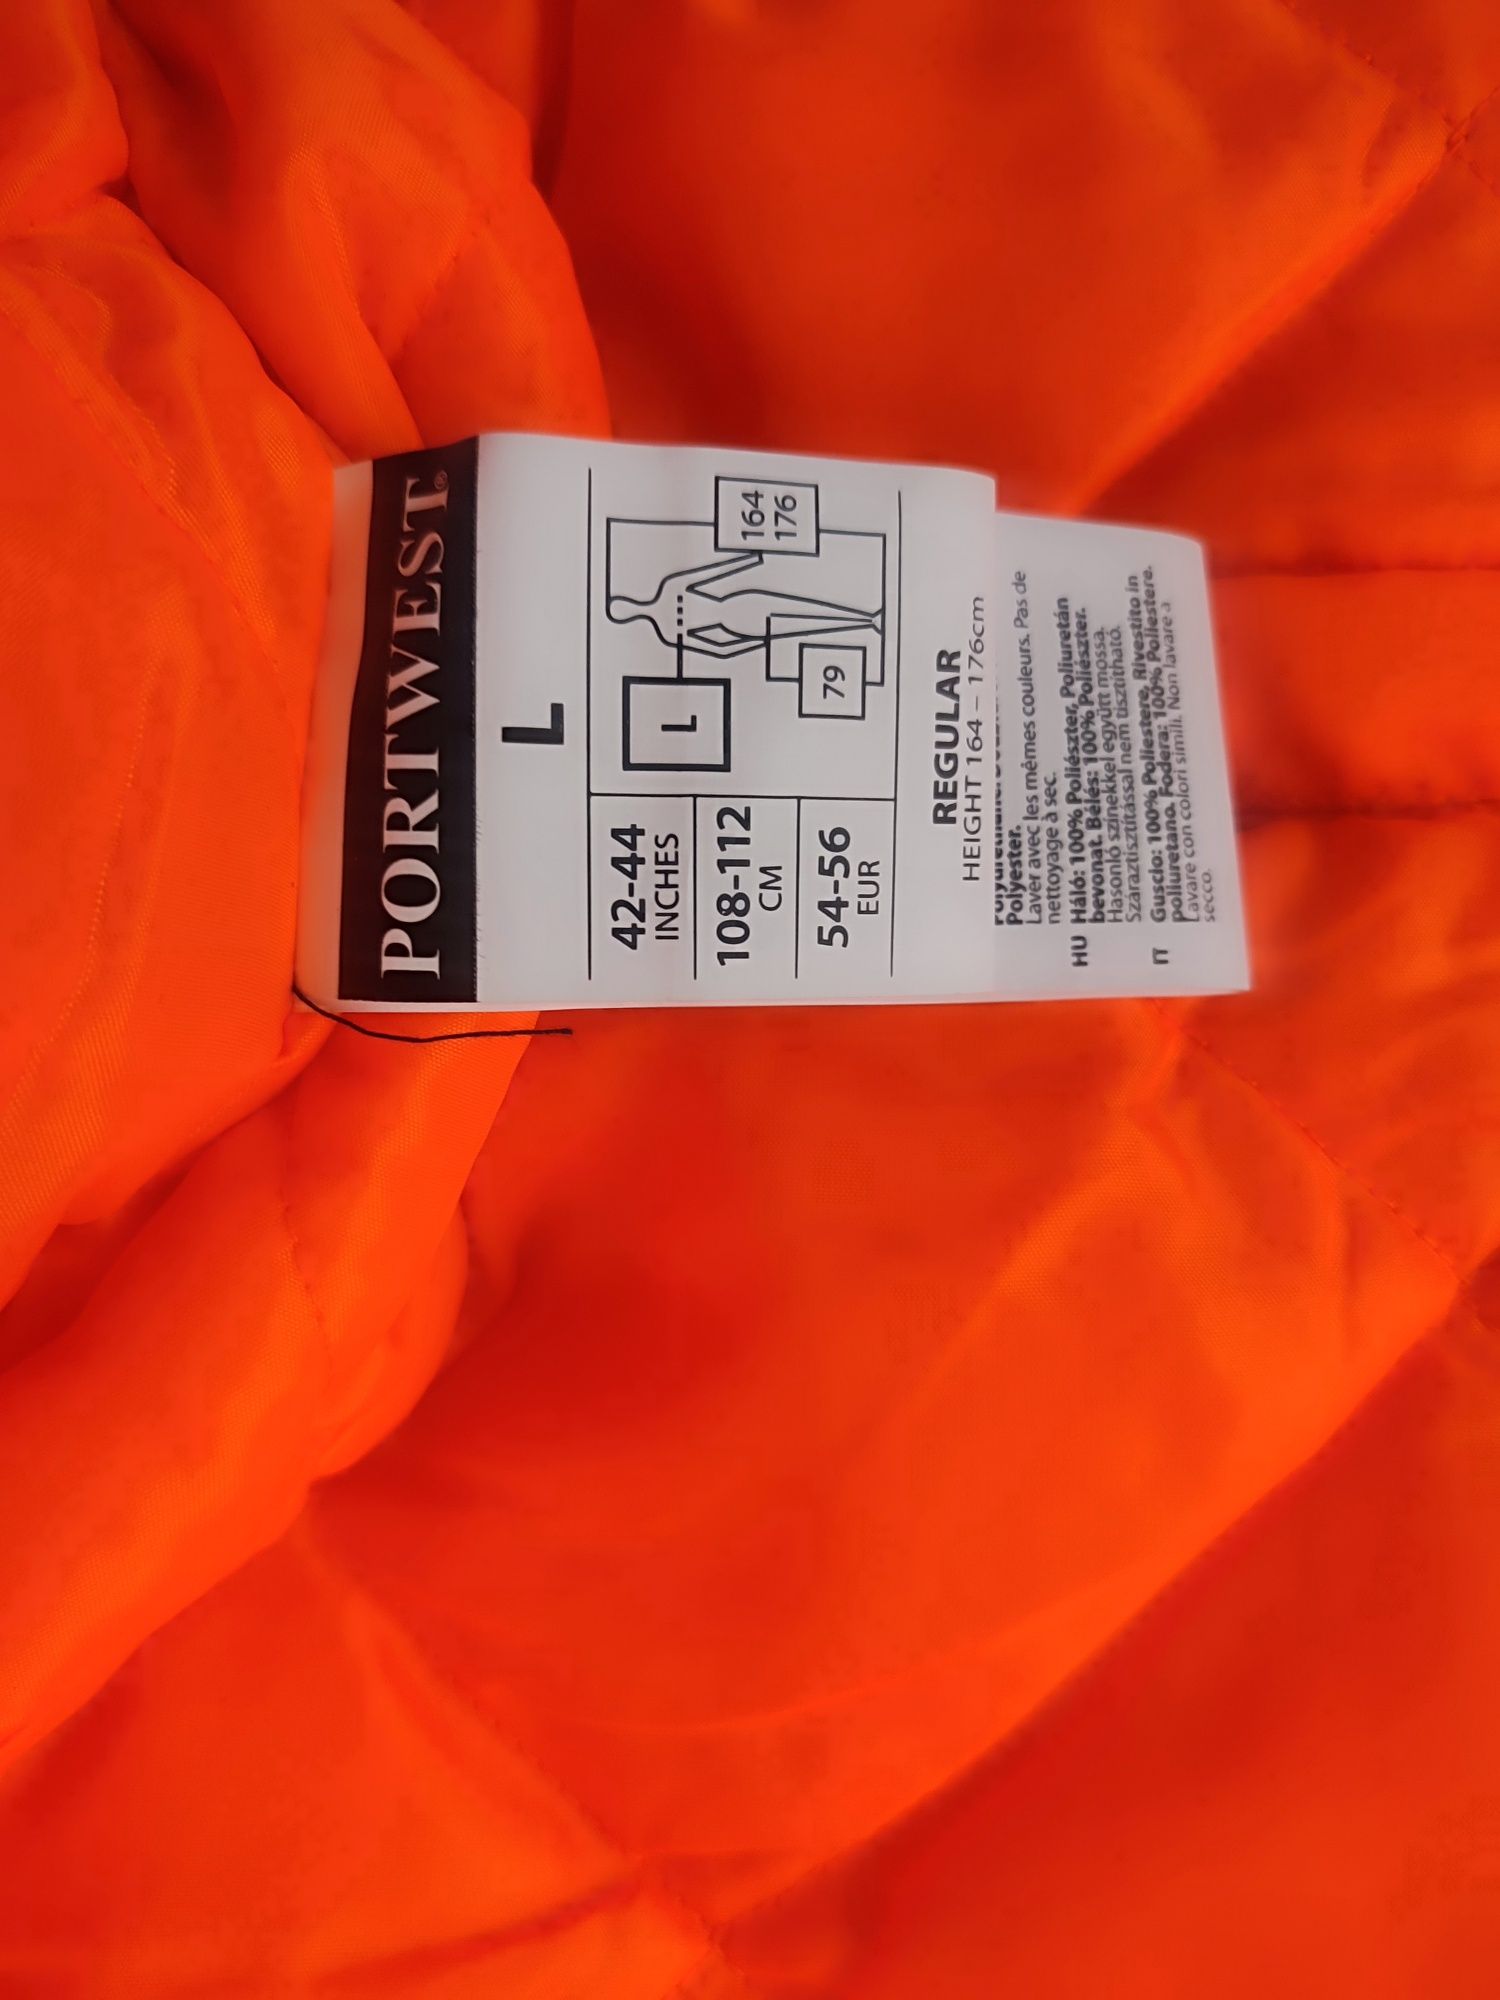 PORTWEST®
L
42-44
INCHES
108-112
CM
54-56
EUR
L
164
176
79
REGULAR
HEIGHT 164 – 176cm
Polyester.
Laver avec les mêmes couleurs. Pas de
nettoyage à sec.
HU Háló: 100% Poliészter, Poliuretán
bevonat. Bélés: 100% Poliészter.
Hasonló színekkel együtt mossa.
Száraztisztítással nem tisztítható.
IT Guscio: 100% Poliestere, Rivestito in
poliuretano. Fodera: 100% Poliestere.
Lavare con colori simili. Non lavare a
secco.